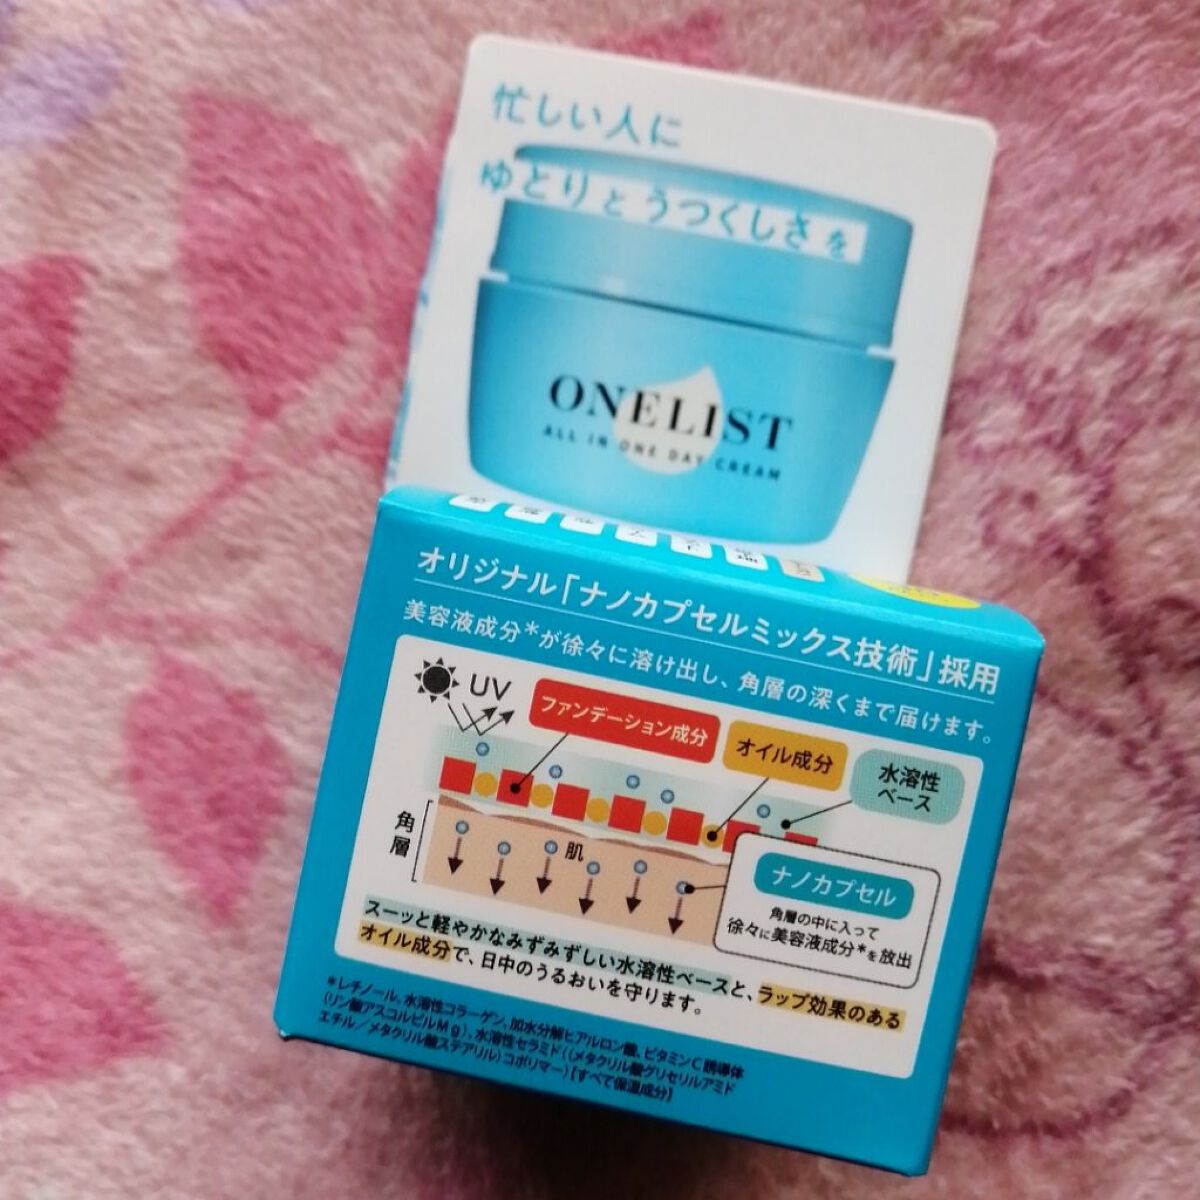 忙しい人に
ゆとりとうつくしさを
ONELIST
ALL IN ONE DAY CREAM
オリジナル「ナノカプセルミックス技術」採用
美容液成分*が徐々に溶け出し、角層の深くまで届けます。
UV
ファンデーション成分
オイル成分
水溶性
ベース
角層
肌
ナノカプセル
角層の中に入って
徐々に美容液成分*を放出
スーッと軽やかなみずみずしい水溶性ベースと、ラップ効果のある
オイル成分で、日中のうるおいを守ります。
*レチノール、水溶性コラーゲン、加水分解ヒアルロン酸、ビタミンC誘導体
(リン酸アスコルビルMg)、水溶性セラミド((メタクリル酸グリセリルアミド
エチル/メタクリル酸ステアリル)コポリマー)[すべて保湿成分]